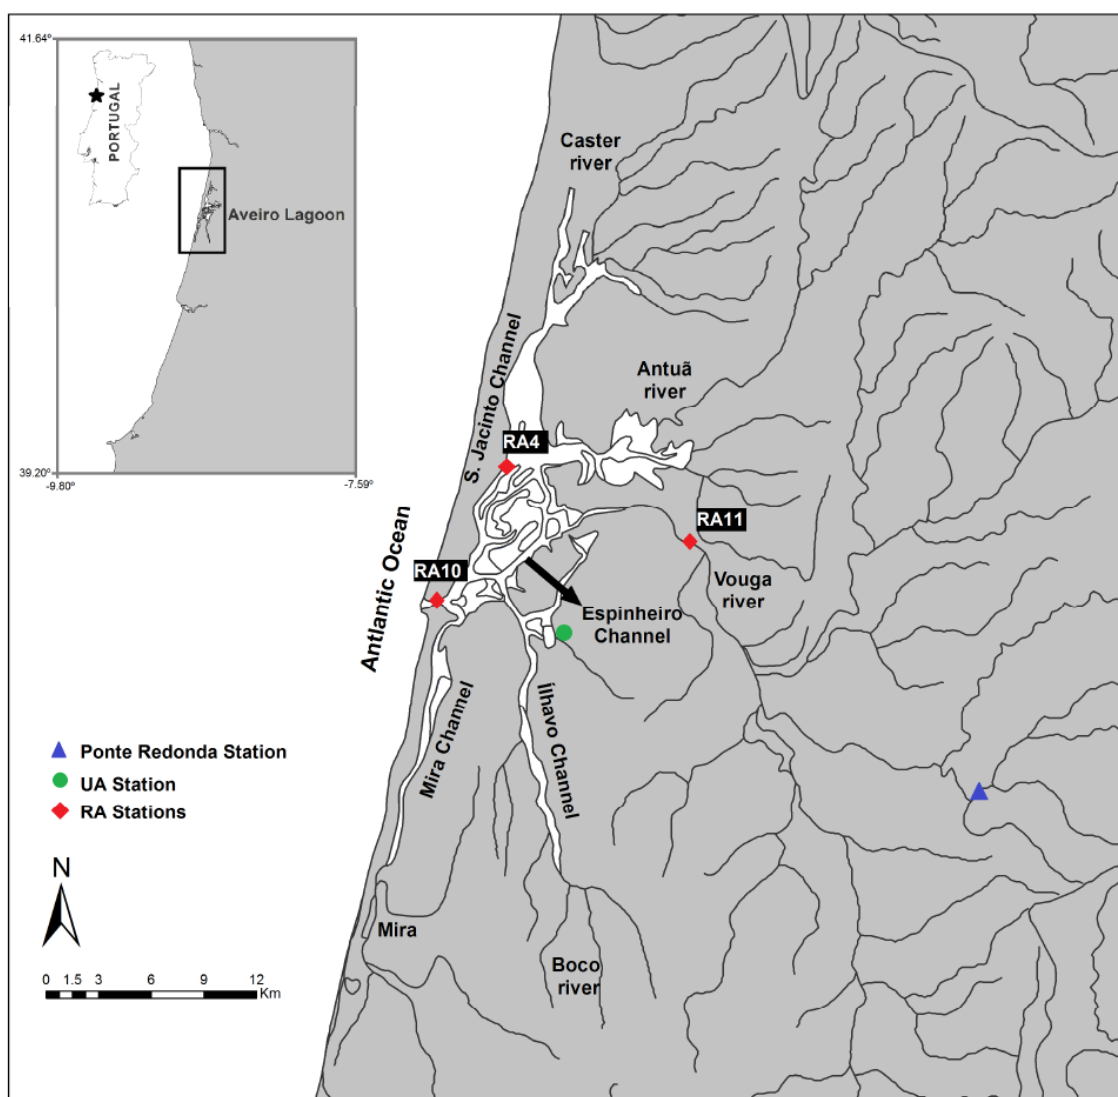 41.64º
PORTUGAL
Aveiro Lagoon
39.20º
-9.80º
-7.59º
Caster
river
S. Jacinto Channel
Antuã
river
RA4
RA11
Antlantic Ocean
RA10
Vouga
river
Espinheiro
Channel
Mira Channel
ílhavo Channel
Ponte Redonda Station
UA Station
RA Stations
N
Mira
Boco
river
0 1.5 3 6 9 12
Km